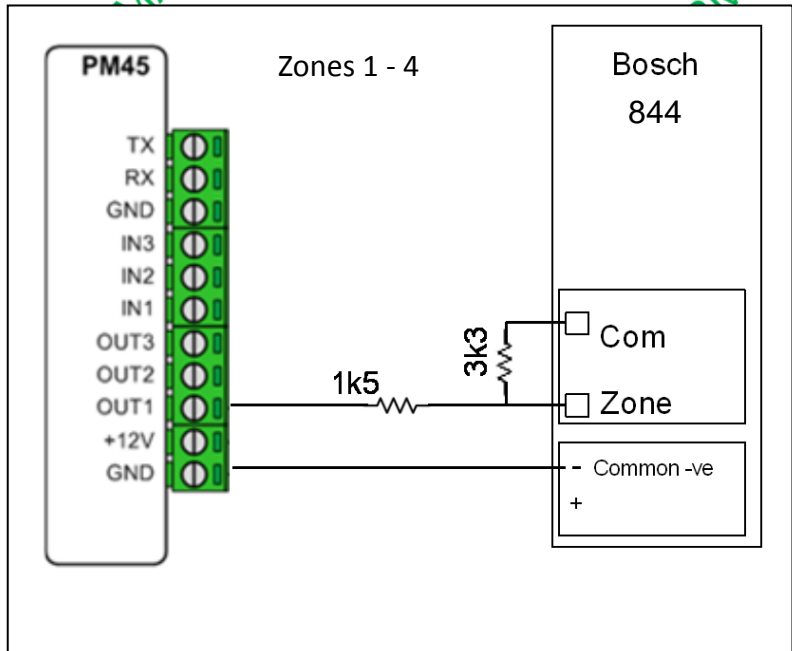 PM45
Zones 1 - 4
Bosch
844
TX
RX
GND
IN3
IN2
IN1
OUT3
OUT2
OUT1
+12V
GND
1k5
3k3
Com
Zone
- Common -ve
+